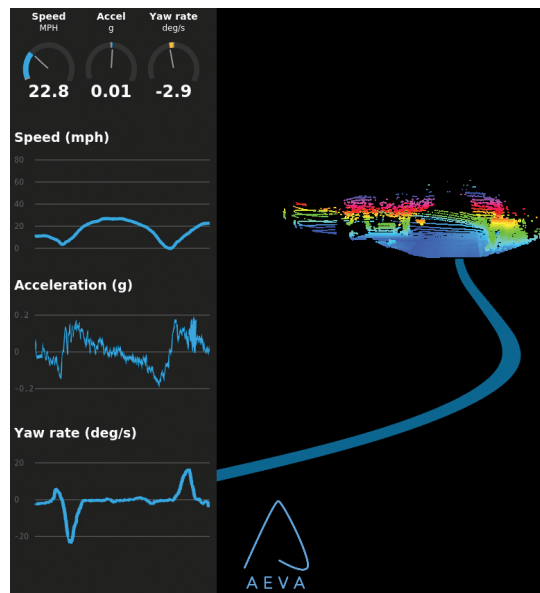 Speed Accel Yaw rate
MPH g deg/s
22.8 0.01 -2.9
Speed (mph)
80
60
40
20
0
Acceleration (g)
0.2
0
-0.2
Yaw rate (deg/s)
20
0
-20
AEVA